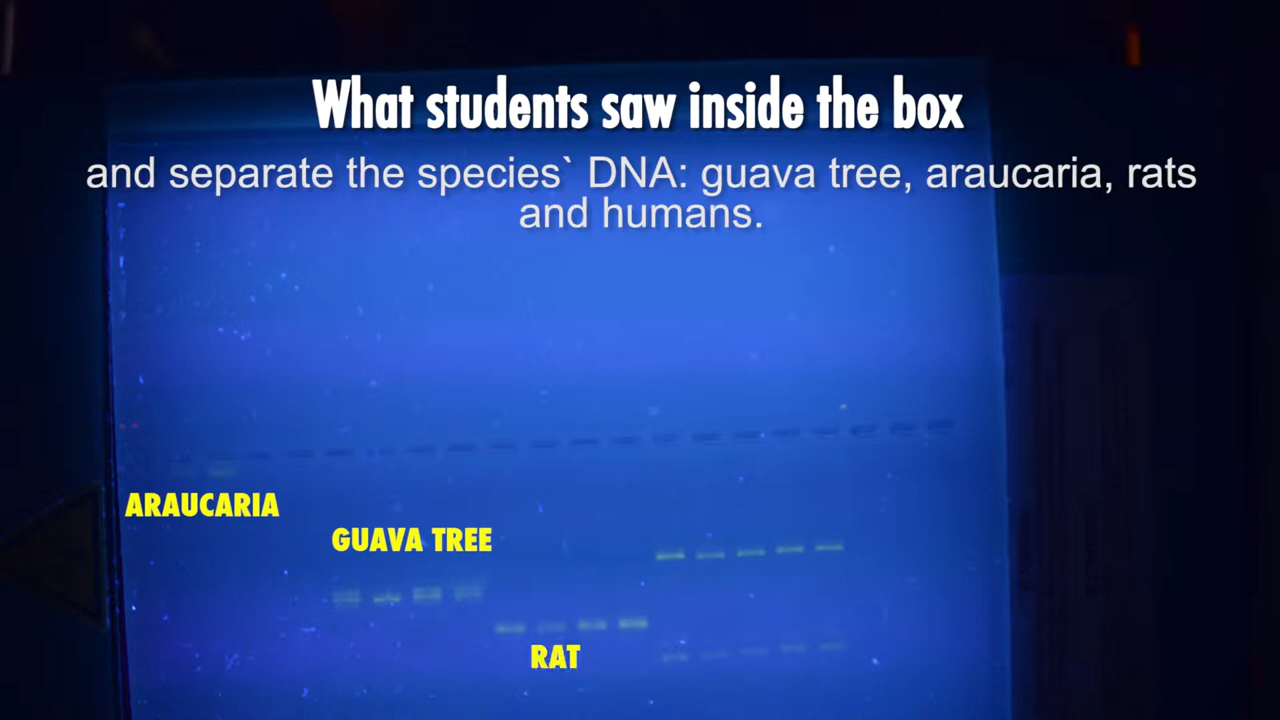 What students saw inside the box
and separate the species` DNA: guava tree, araucaria, rats
and humans.
ARAUCARIA
GUAVA TREE
RAT